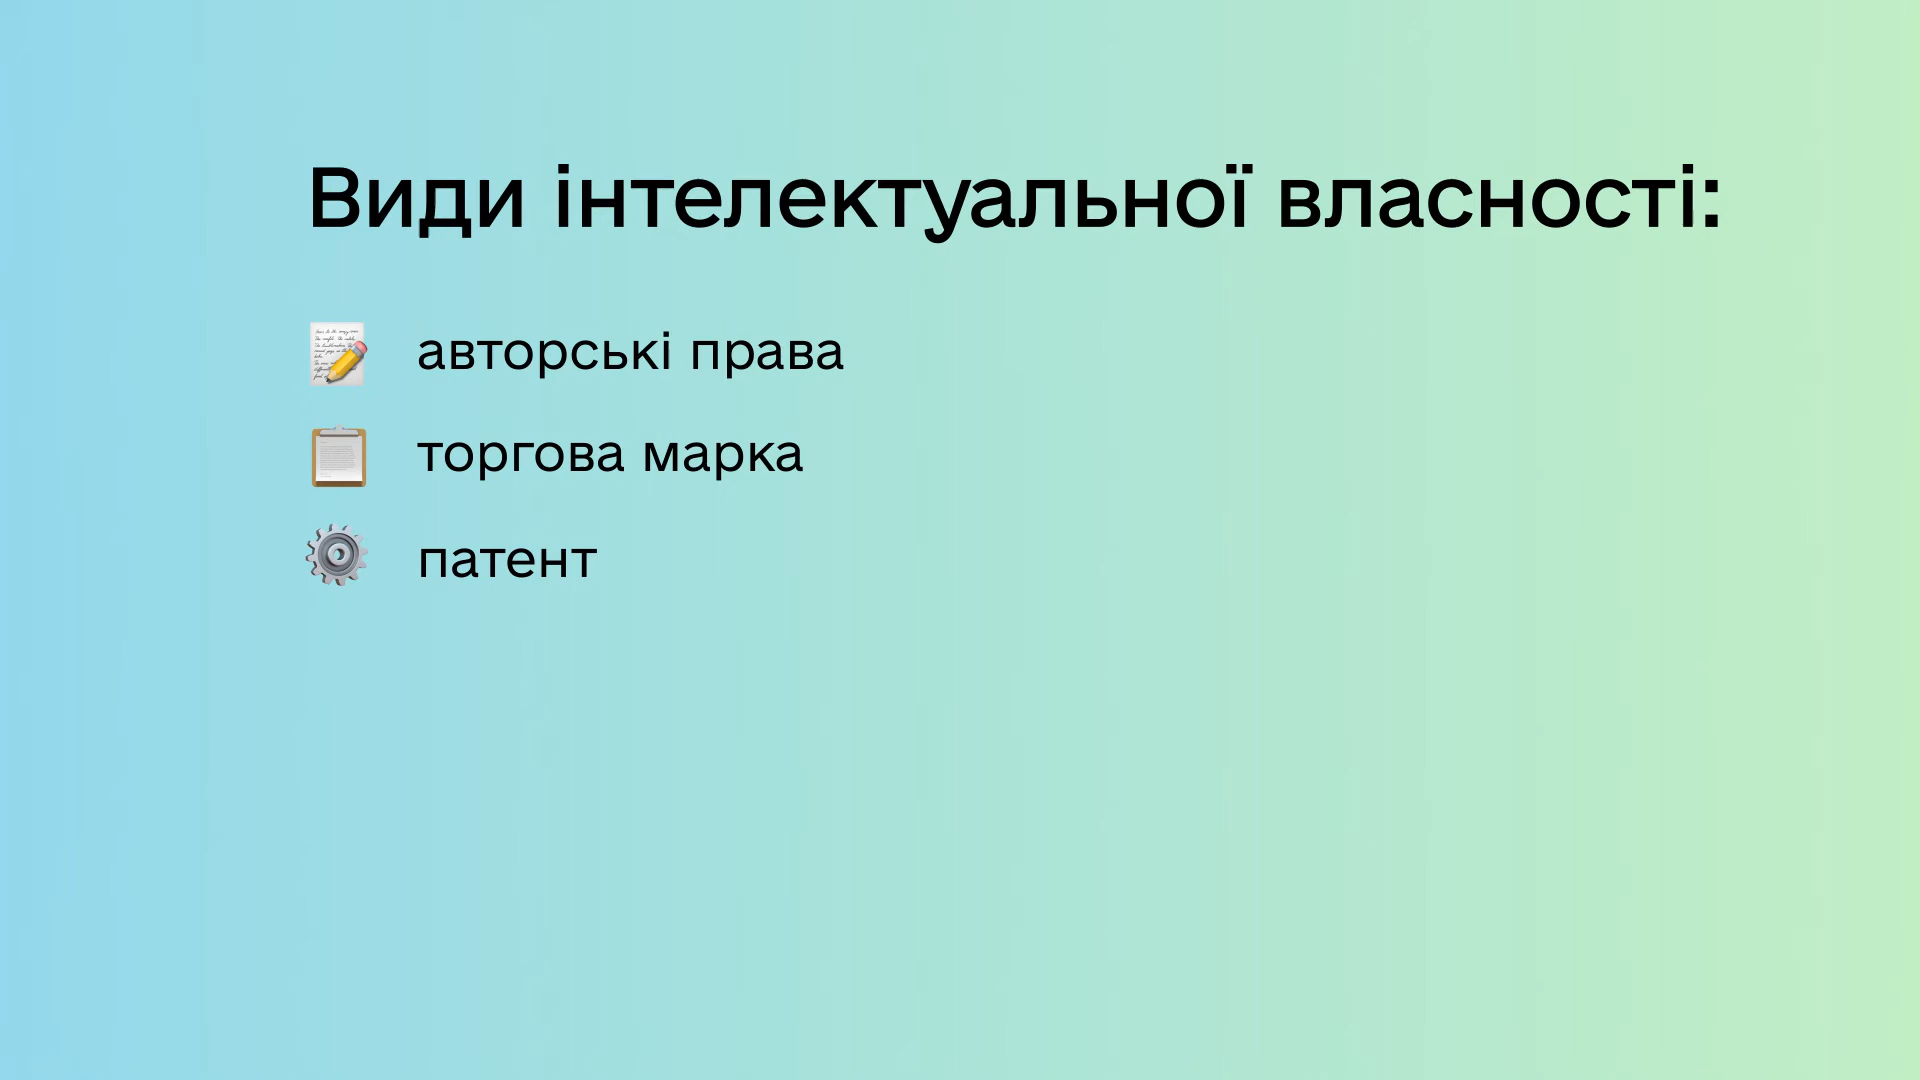 Види інтелектуальної власності:
авторські права
торгова марка
патент